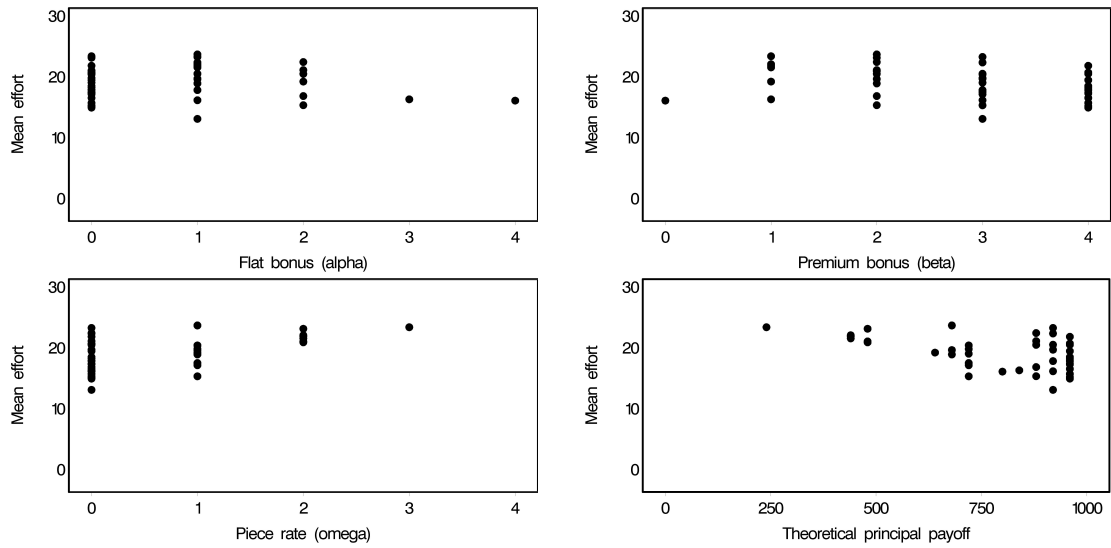 30
20
10
0
Mean effort
0 1 2 3 4
Flat bonus (alpha)
30
20
10
0
Mean effort
0 1 2 3 4
Premium bonus (beta)
30
20
10
0
Mean effort
0 1 2 3 4
Piece rate (omega)
30
20
10
0
Mean effort
0 250 500 750 1000
Theoretical principal payoff